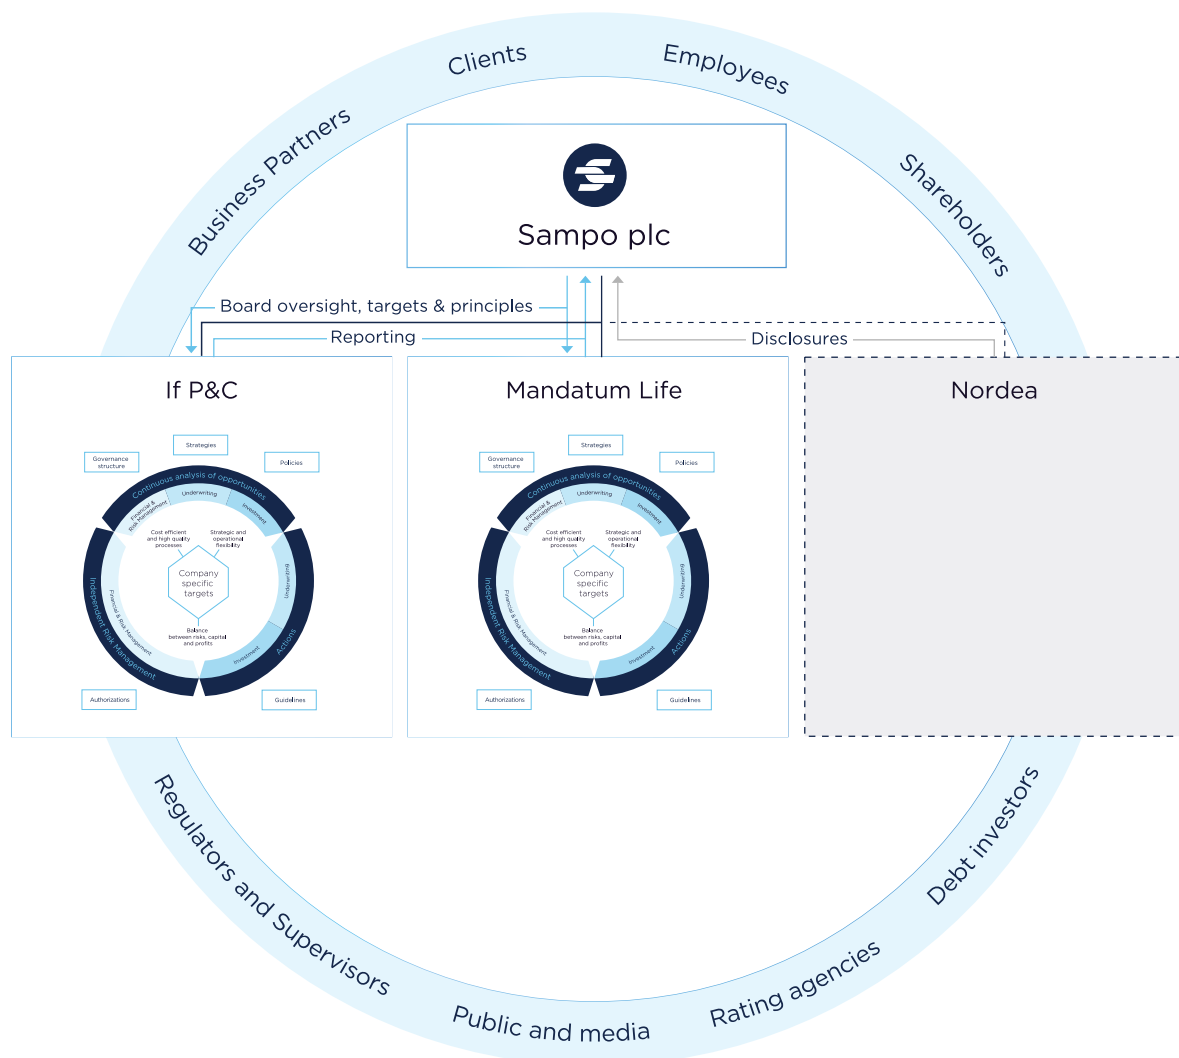 Clients
Employees
Business Partners
Shareholders
Sampo plc
Board oversight, targets & principles
Reporting
Disclosures
If P&C
Strategies
Governance
structure
Policies
Continuous analysis of opportunities
Financial &
Risk Management
Underwriting
Investment
Cost efficient
and high quality
processes
Strategic and
operational
flexibility
Company
specific
targets
Balance
between risks, capital
and profits
Independent Risk Management
Financial & Risk Management
Underwriting
Investment
Actions
Authorizations
Guidelines
Mandatum Life
Strategies
Governance
structure
Policies
Continuous analysis of opportunities
Financial &
Risk Management
Underwriting
Investment
Cost efficient
and high quality
processes
Strategic and
operational
flexibility
Company
specific
targets
Balance
between risks, capital
and profits
Independent Risk Management
Financial & Risk Management
Underwriting
Investment
Actions
Authorizations
Guidelines
Nordea
Regulators and Supervisors
Public and media
Rating agencies
Debt investors